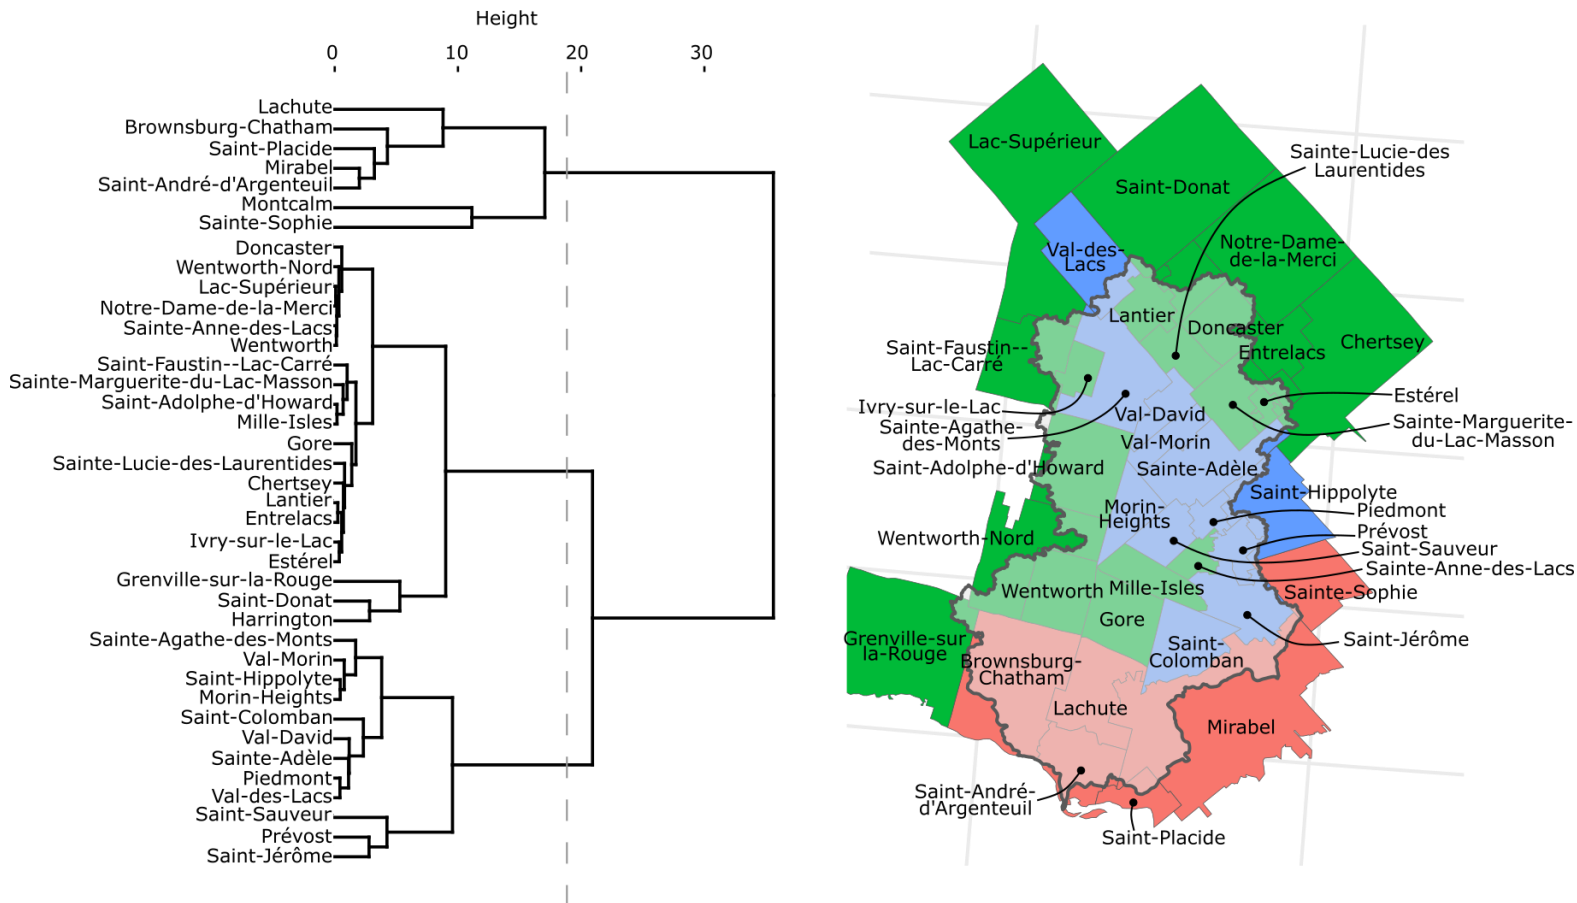 Height
0 10 20 30
Lachute
Brownsburg-Chatham
Saint-Placide
Mirabel
Saint-André-d'Argenteuil
Montcalm
Sainte-Sophie
Doncaster
Wentworth-Nord
Lac-Supérieur
Notre-Dame-de-la-Merci
Sainte-Anne-des-Lacs
Wentworth
Saint-Faustin--Lac-Carré
Sainte-Marguerite-du-Lac-Masson
Saint-Adolphe-d'Howard
Mille-Isles
Gore
Sainte-Lucie-des-Laurentides
Chertsey
Lantier
Entrelacs
Ivry-sur-le-Lac
Estérel
Grenville-sur-la-Rouge
Saint-Donat
Harrington
Sainte-Agathe-des-Monts
Val-Morin
Saint-Hippolyte
Morin-Heights
Saint-Colomban
Val-David
Sainte-Adèle
Piedmont
Val-des-Lacs
Saint-Sauveur
Prévost
Saint-Jérôme
Lac-Supérieur
Sainte-Lucie-des
Laurentides
Saint-Donat
Val-des-
Lacs
Notre-Dame-
de-la-Merci
Lantier
Doncaster
Entrelacs
Chertsey
Saint-Faustin--
Lac-Carré
Ivry-sur-le-Lac
Estérel
Sainte-Agathe-
des-Monts
Val-David
Sainte-Marguerite-
du-Lac-Masson
Val-Morin
Saint-Adolphe-d'Howard
Sainte-Adèle
Saint-Hippolyte
Morin-
Heights
Piedmont
Wentworth-Nord
Prévost
Saint-Sauveur
Sainte-Anne-des-Lacs
Wentworth
Mille-Isles
Sainte-Sophie
Gore
Grenville-sur
la-Rouge
Saint-Jérôme
Saint-
Colomban
Brownsburg-
Chatham
Lachute
Mirabel
Saint-André-
d'Argenteuil
Saint-Placide